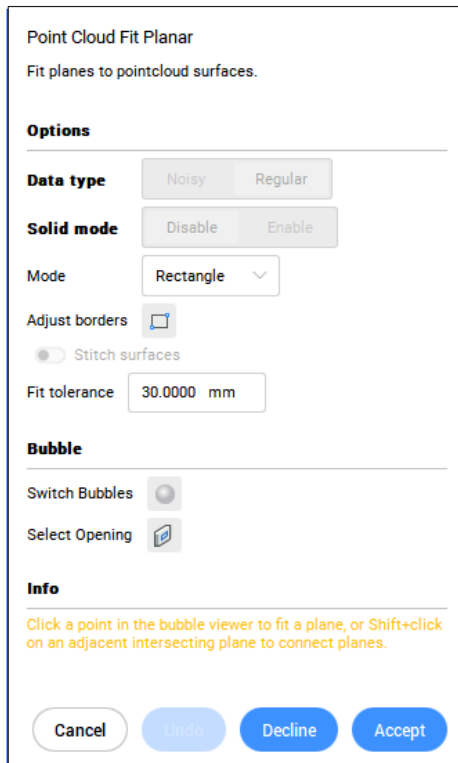 Point Cloud Fit Planar
Fit planes to pointcloud surfaces.
Options
Data type Noisy Regular
Solid mode Disable Enable
Mode Rectangle
Adjust borders
Stitch surfaces
Fit tolerance 30.0000 mm
Bubble
Switch Bubbles
Select Opening
Info
Click a point in the bubble viewer to fit a plane, or Shift+click
on an adjacent intersecting plane to connect planes.
Cancel Undo Decline Accept